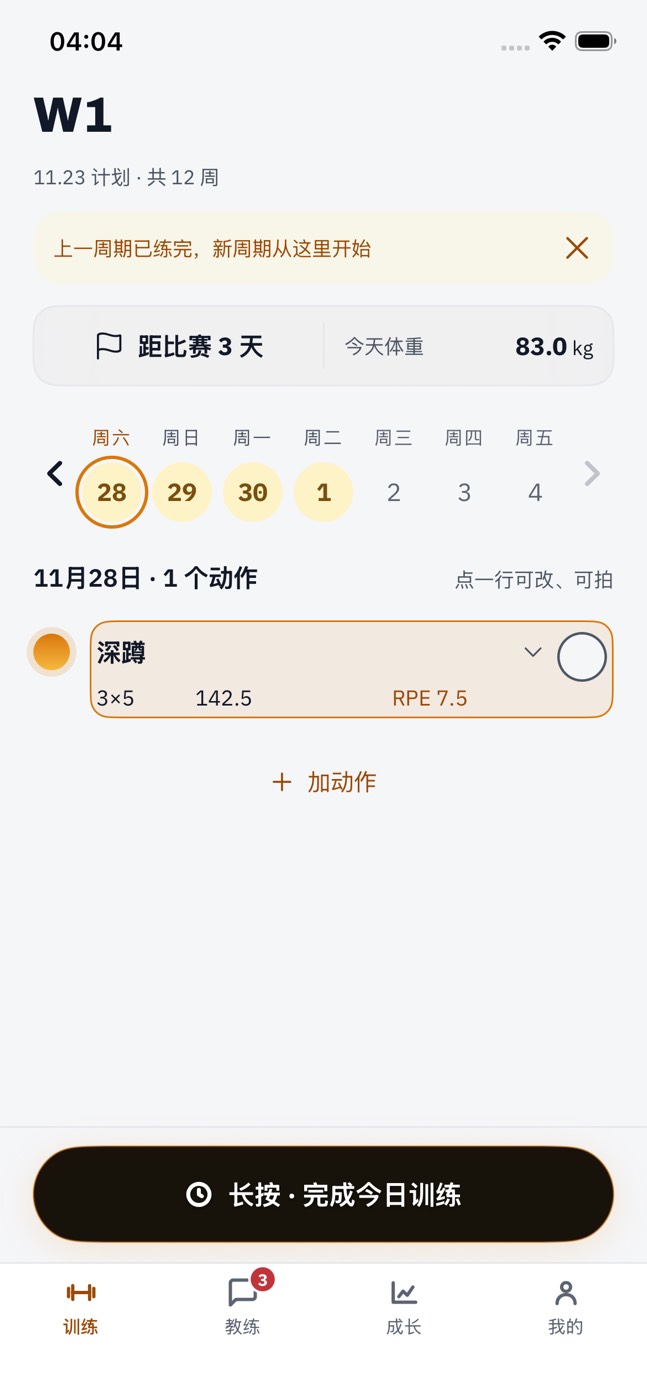 04:04
W1
11.23 计划 · 共 12 周
上一周期已练完，新周期从这里开始
距比赛 3 天 今天体重 83.0 kg
周六 周日 周一 周二 周三 周四 周五
28 29 30 1 2 3 4
11月28日 · 1 个动作 点一行可改、可拍
深蹲
3×5 142.5 RPE 7.5
加动作
长按 · 完成今日训练
3
训练 教练 成长 我的